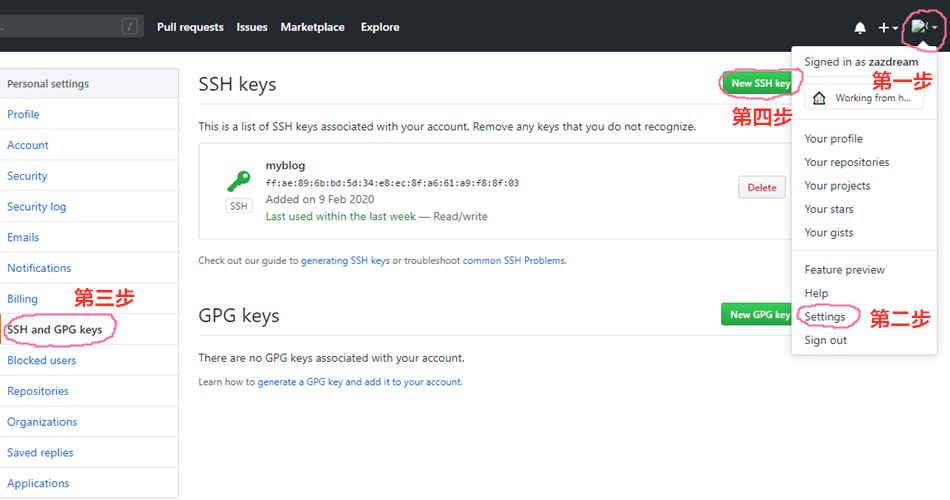 /
Pull requests
Issues
Marketplace
Explore
Signed in as zazdream
第一步
Working from h...
Your profile
Your repositories
Your projects
Your stars
Your gists
Feature preview
Help
Settings
第二步
Sign out
Personal settings
Profile
Account
Security
Security log
Emails
Notifications
Billing
第三步
SSH and GPG keys
Blocked users
Repositories
Organizations
Saved replies
Applications
SSH keys
New SSH key
第四步
This is a list of SSH keys associated with your account. Remove any keys that you do not recognize.
myblog
ff:ae:89:6b:bd:5d:34:e8:ec:8f:a6:61:a9:f8:8f:03
SSH
Added on 9 Feb 2020
Last used within the last week — Read/write
Delete
Check out our guide to generating SSH keys or troubleshoot common SSH Problems.
GPG keys
New GPG key
There are no GPG keys associated with your account.
Learn how to generate a GPG key and add it to your account.